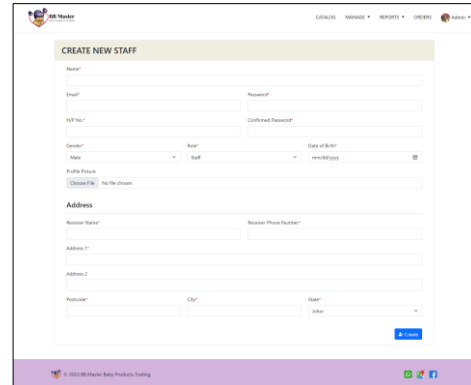 BB Master
CATALOG MANAGE REPORTS ORDERS Admin
CREATE NEW STAFF
Name*
Email* Password*
H/P No.* Confirmed Password*
Gender* Role* Date of Birth*
Male Staff mm/dd/yyyy
Profile Picture
Choose File No file chosen
Address
Receiver Name* Receiver Phone Number*
Address 1*
Address 2
Postcode* City* State*
Johor
Create
© 2023 BB Master Baby Products Trading